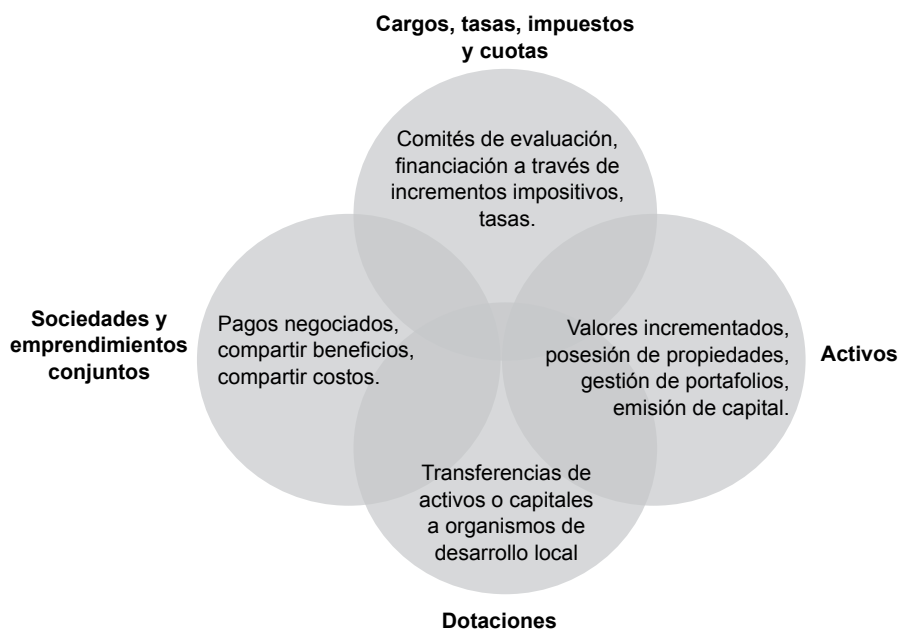 Cargos, tasas, impuestos
y cuotas
Comités de evaluación,
financiación a través de
incrementos impositivos,
tasas.
Sociedades y
emprendimientos
conjuntos
Pagos negociados,
compartir beneficios,
compartir costos.
Valores incrementados,
posesión de propiedades,
gestión de portafolios,
emisión de capital.
Activos
Transferencias de
activos o capitales
a organismos de
desarrollo local
Dotaciones